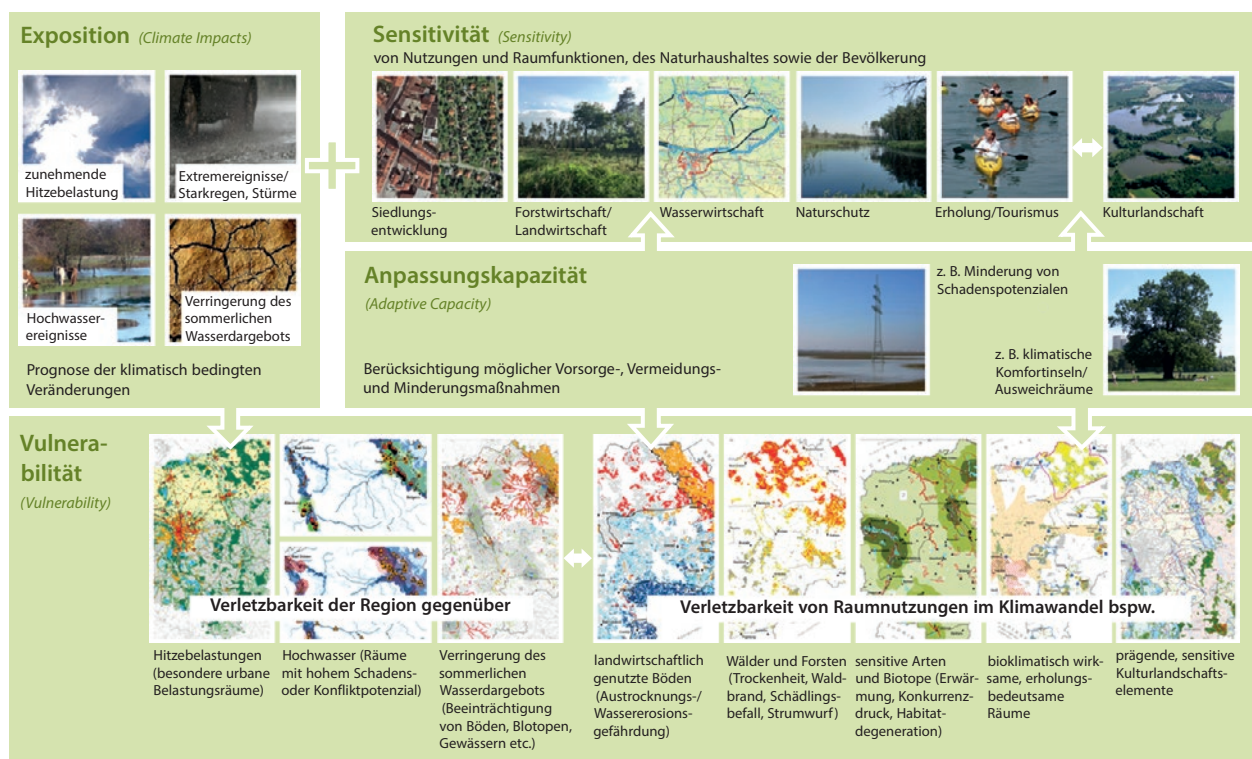 Exposition (Climate Impacts)
zunehmende
Hitzebelastung
Extremereignisse/
Starkregen, Stürme
Hochwasser-
ereignisse
Verringerung des
sommerlichen
Wasserdargebots
Prognose der klimatisch bedingten
Veränderungen
Sensitivität (Sensitivity)
von Nutzungen und Raumfunktionen, des Naturhaushaltes sowie der Bevölkerung
Siedlungs-
entwicklung
Forstwirtschaft/
Landwirtschaft
Wasserwirtschaft
Naturschutz
Erholung/Tourismus
Kulturlandschaft
Anpassungskapazität
(Adaptive Capacity)
Berücksichtigung möglicher Vorsorge-, Vermeidungs-
und Minderungsmaßnahmen
z. B. Minderung von
Schadenspotenzialen
z. B. klimatische
Komfortinseln/
Ausweichräume
Vulnera-
bilität
(Vulnerability)
Verletzbarkeit der Region gegenüber
Hitzebelastungen
(besondere urbane
Belastungsräume)
Hochwasser (Räume
mit hohem Schadens-
oder Konfliktpotenzial)
Verringerung des
sommerlichen
Wasserdargebots
(Beeinträchtigung
von Böden, Blotopen,
Gewässern etc.)
Verletzbarkeit von Raumnutzungen im Klimawandel bspw.
landwirtschaftlich
genutzte Böden
(Austrocknungs-/
Wassererosions-
gefährdung)
Wälder und Forsten
(Trockenheit, Wald-
brand, Schädlings-
befall, Strumwurf)
sensitive Arten
und Biotope (Erwär-
mung, Konkurrenz-
druck, Habitat-
degeneration)
bioklimatisch wirk-
same, erholungs-
bedeutsame
Räume
prägende, sensitive
Kulturlandschafts-
elemente